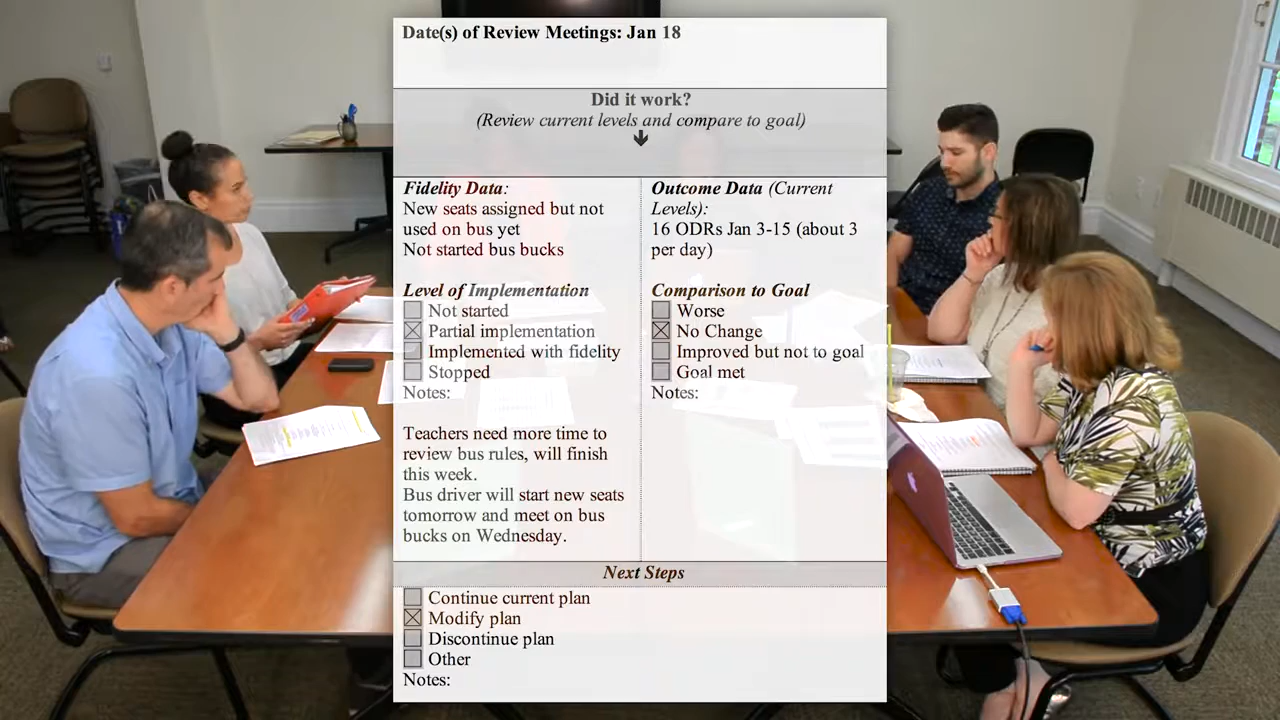 Date(s) of Review Meetings: Jan 18
Did it work?
(Review current levels and compare to goal)
Fidelity Data:
New seats assigned but not
used on bus yet
Not started bus bucks
Level of Implementation
Not started
Partial implementation
Implemented with fidelity
Stopped
Notes:
Teachers need more time to
review bus rules, will finish
this week.
Bus driver will start new seats
tomorrow and meet on bus
bucks on Wednesday.
Outcome Data (Current
Levels):
16 ODRs Jan 3-15 (about 3
per day)
Comparison to Goal
Worse
No Change
Improved but not to goal
Goal met
Notes:
Next Steps
Continue current plan
Modify plan
Discontinue plan
Other
Notes: